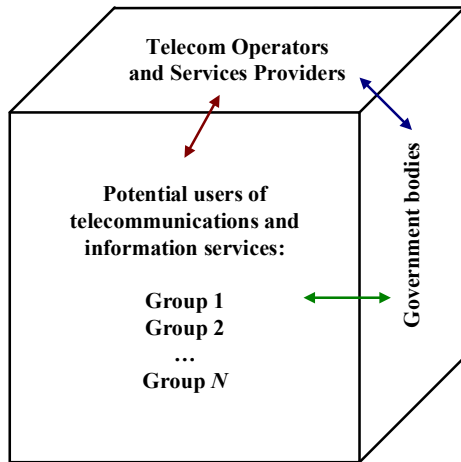 Telecom Operators
and Services Providers
Potential users of
telecommunications and
information services:
Group 1
Group 2
…
Group N
Government bodies